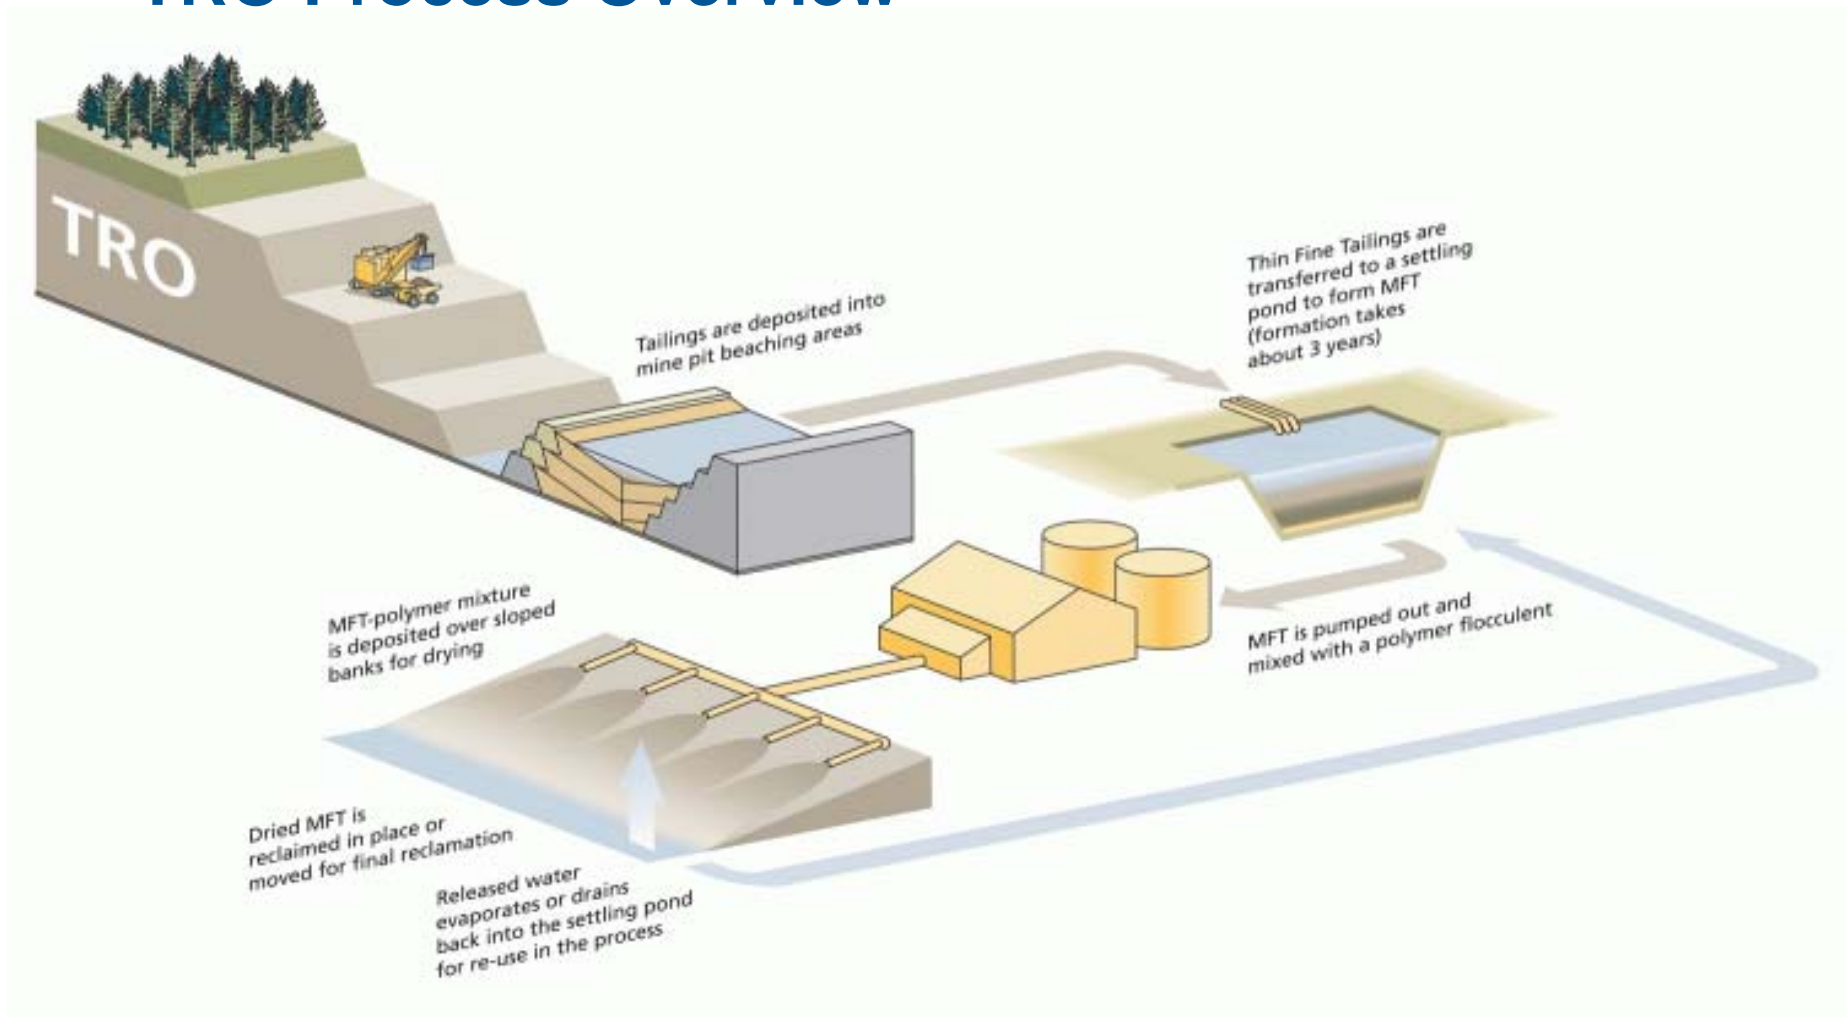 TRO Process Overview
TRO
Tailings are deposited into
mine pit beaching areas
Thin Fine Tailings are
transferred to a settling
pond to form MFT
(formation takes
about 3 years)
MFT is pumped out and
mixed with a polymer flocculent
MFT-polymer mixture
is deposited over sloped
banks for drying
Dried MFT is
reclaimed in place or
moved for final reclamation
Released water
evaporates or drains
back into the settling pond
for re-use in the process